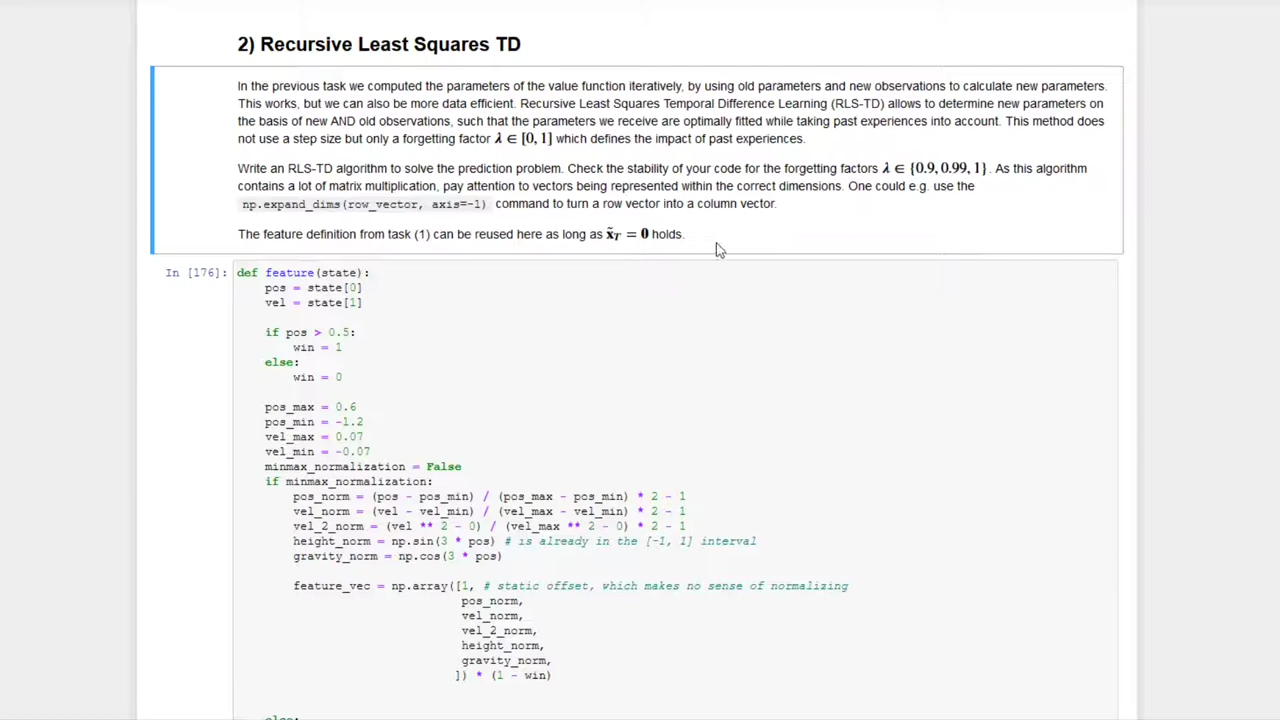 2) Recursive Least Squares TD
In the previous task we computed the parameters of the value function iteratively, by using old parameters and new observations to calculate new parameters.
This works, but we can also be more data efficient. Recursive Least Squares Temporal Difference Learning (RLS-TD) allows to determine new parameters on
the basis of new AND old observations, such that the parameters we receive are optimally fitted while taking past experiences into account. This method does
not use a step size but only a forgetting factor λ ∈ [0, 1] which defines the impact of past experiences.
Write an RLS-TD algorithm to solve the prediction problem. Check the stability of your code for the forgetting factors λ ∈ {0.9, 0.99, 1}. As this algorithm
contains a lot of matrix multiplication, pay attention to vectors being represented within the correct dimensions. One could e.g. use the
np.expand_dims(row_vector, axis=-1) command to turn a row vector into a column vector.
The feature definition from task (1) can be reused here as long as x̃_T = 0 holds.
In [176]: def feature(state):
    pos = state[0]
    vel = state[1]
    if pos > 0.5:
        win = 1
    else:
        win = 0
    pos_max = 0.6
    pos_min = -1.2
    vel_max = 0.07
    vel_min = -0.07
    minmax_normalization = False
    if minmax_normalization:
        pos_norm = (pos - pos_min) / (pos_max - pos_min) * 2 - 1
        vel_norm = (vel - vel_min) / (vel_max - vel_min) * 2 - 1
        vel_2_norm = (vel ** 2 - 0) / (vel_max ** 2 - 0) * 2 - 1
        height_norm = np.sin(3 * pos) # is already in the [-1, 1] interval
        gravity_norm = np.cos(3 * pos)
        feature_vec = np.array([1, # static offset, which makes no sense of normalizing
                                pos_norm,
                                vel_norm,
                                vel_2_norm,
                                height_norm,
                                gravity_norm,
                               ]) * (1 - win)
    else: